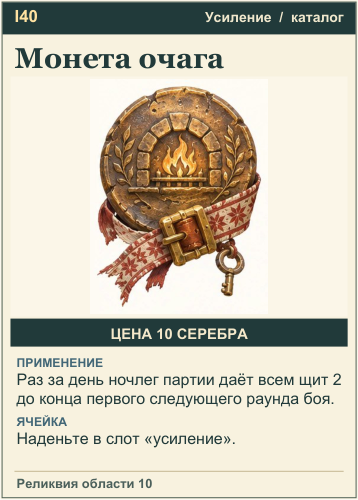 I40
Усиление / каталог
Монета очага
ЦЕНА 10 СЕРЕБРА
ПРИМЕНЕНИЕ
Раз за день ночлег партии даёт всем щит 2
до конца первого следующего раунда боя.
ЯЧЕЙКА
Наденьте в слот «усиление».
Реликвия области 10